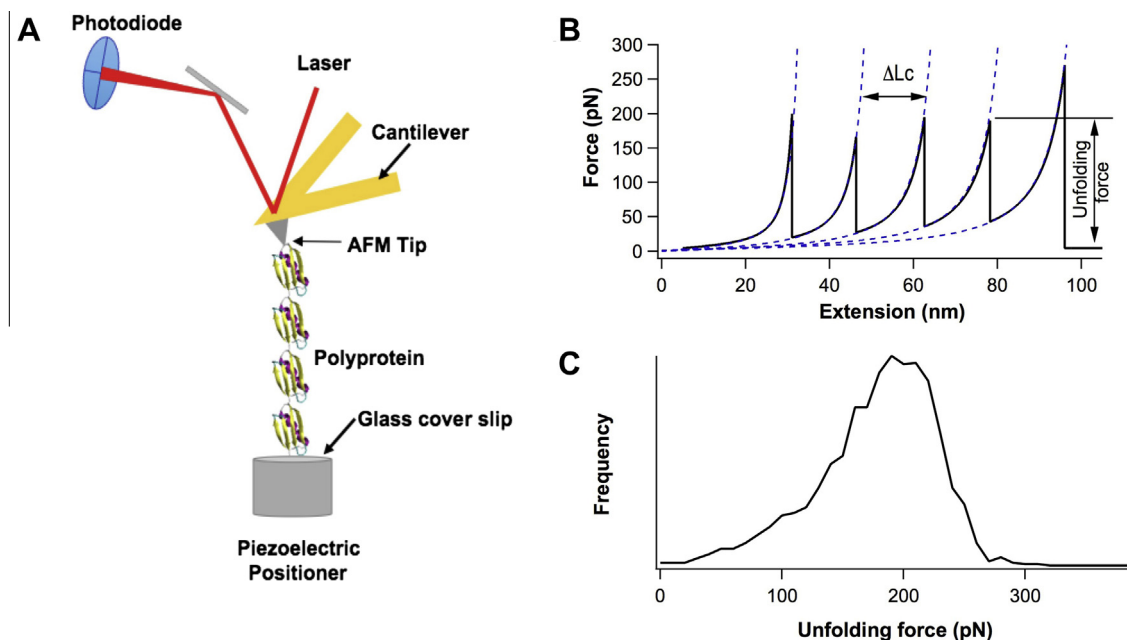 A
Photodiode
Laser
Cantilever
AFM Tip
Polyprotein
Glass cover slip
Piezoelectric
Positioner
B
300
250
200
150
100
50
0
Force (pN)
ΔLc
Unfolding
force
0
20
40
60
80
100
Extension (nm)
C
Frequency
0
100
200
300
Unfolding force (pN)